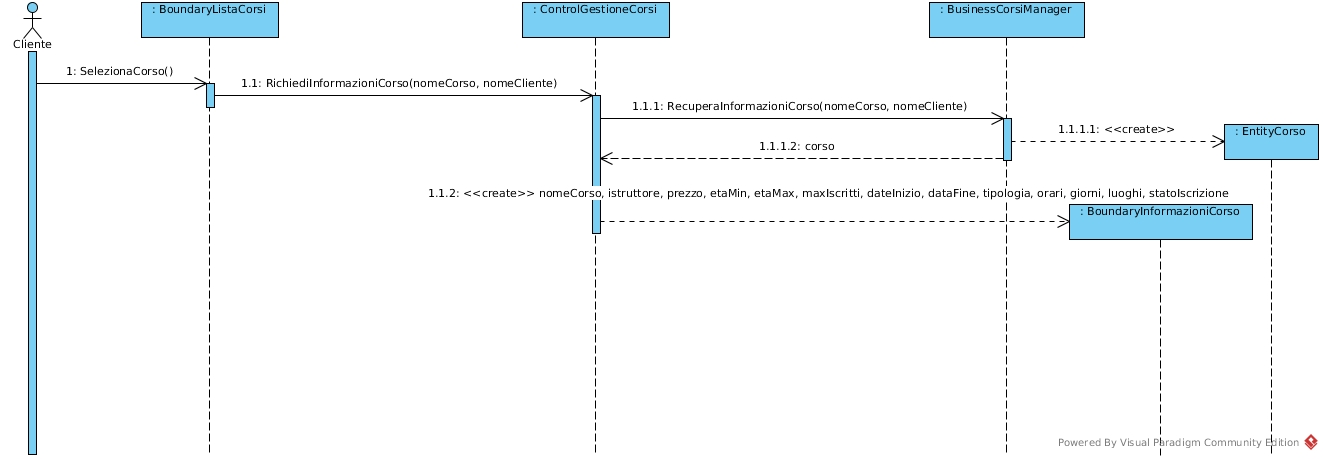 : BoundaryListaCorsi
: ControlGestioneCorsi
: BusinessCorsiManager
Cliente
1: SelezionaCorso()
1.1: RichiediInformazioniCorso(nomeCorso, nomeCliente)
1.1.1: RecuperaInformazioniCorso(nomeCorso, nomeCliente)
1.1.1.1: <<create>>
: EntityCorso
1.1.1.2: corso
1.1.2: <<create>> nomeCorso, istruttore, prezzo, etaMin, etaMax, maxIscritti, dateInizio, dataFine, tipologia, orari, giorni, luoghi, statoIscrizione
: BoundaryInformazioniCorso
Powered By Visual Paradigm Community Edition